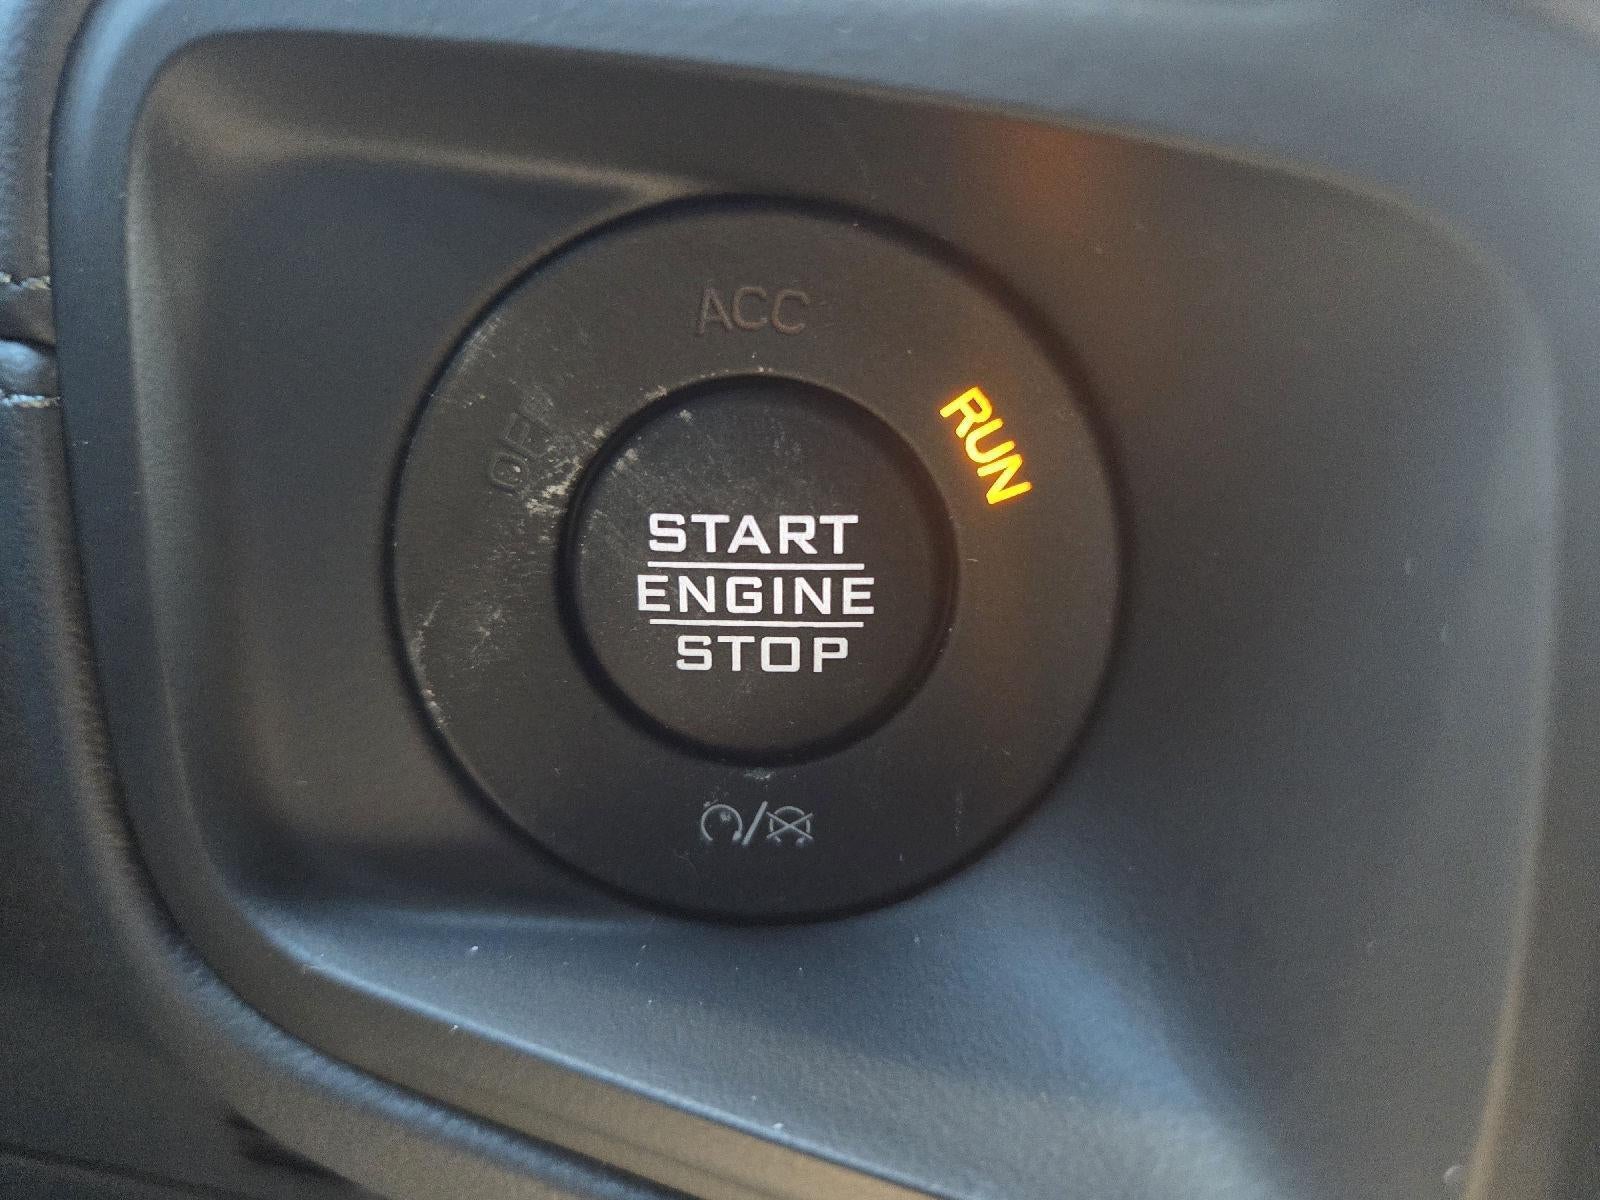 ACC
OFF
RUN
START
ENGINE
STOP
/